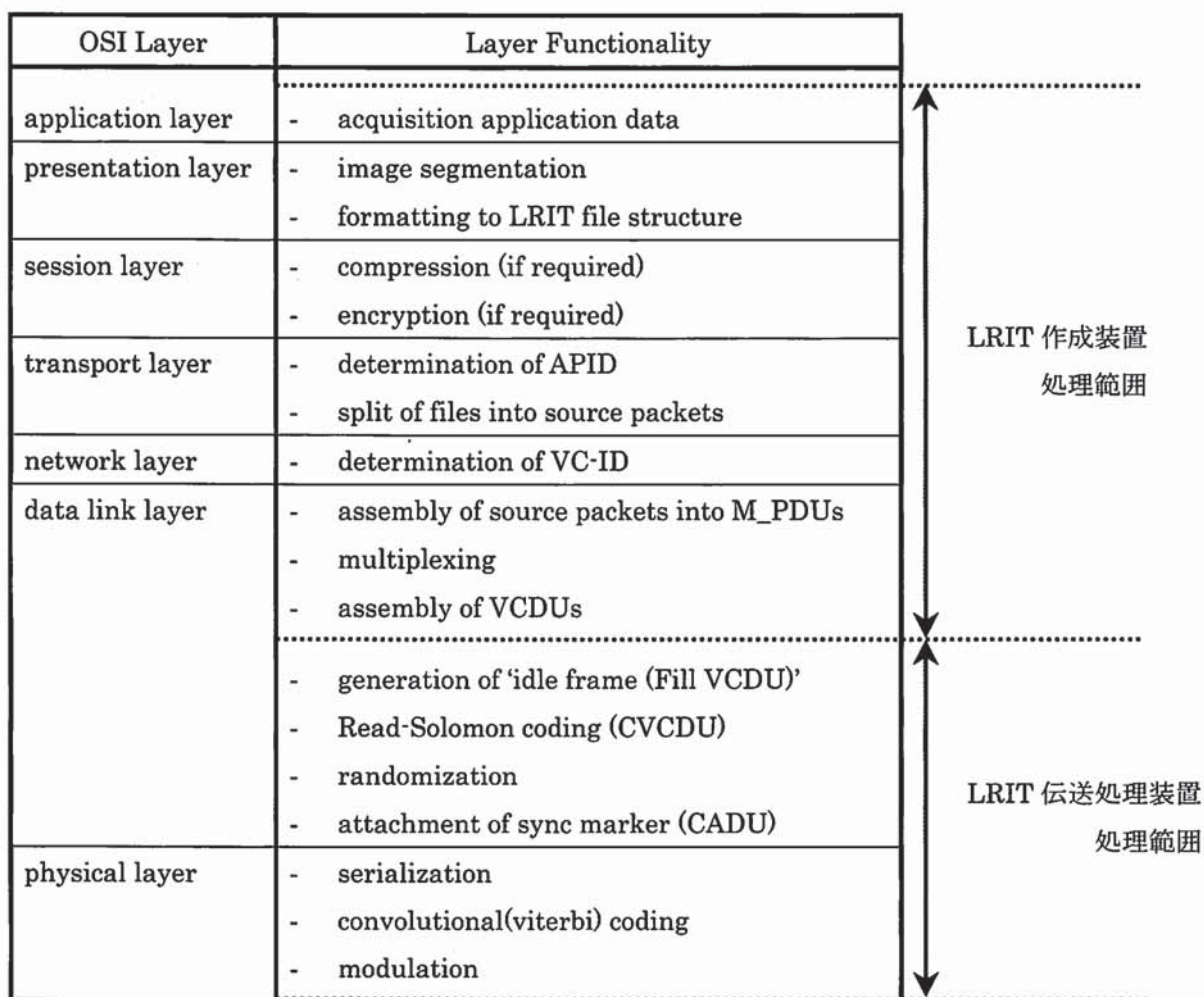 OSI Layer Layer Functionality
application layer - acquisition application data
presentation layer - image segmentation
- formatting to LRIT file structure
session layer - compression (if required)
- encryption (if required)
transport layer - determination of APID
- split of files into source packets
network layer - determination of VC-ID
data link layer - assembly of source packets into M_PDUs
- multiplexing
- assembly of VCDUs
- generation of 'idle frame (Fill VCDU)'
- Read-Solomon coding (CVCDU)
- randomization
- attachment of sync marker (CADU)
physical layer - serialization
- convolutional(viterbi) coding
- modulation
LRIT 作成装置
処理範囲
LRIT 伝送処理装置
処理範囲